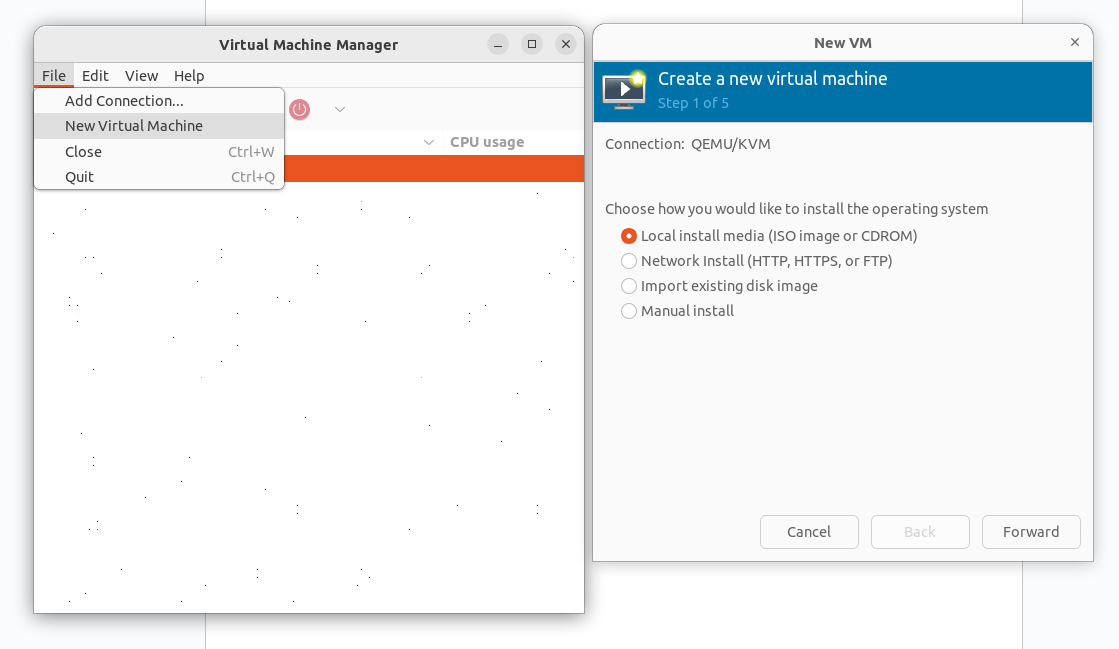 Virtual Machine Manager
File Edit View Help
Add Connection...
New Virtual Machine
Close Ctrl+W
Quit Ctrl+Q
CPU usage
New VM
Create a new virtual machine
Step 1 of 5
Connection: QEMU/KVM
Choose how you would like to install the operating system
Local install media (ISO image or CDROM)
Network Install (HTTP, HTTPS, or FTP)
Import existing disk image
Manual install
Cancel Back Forward